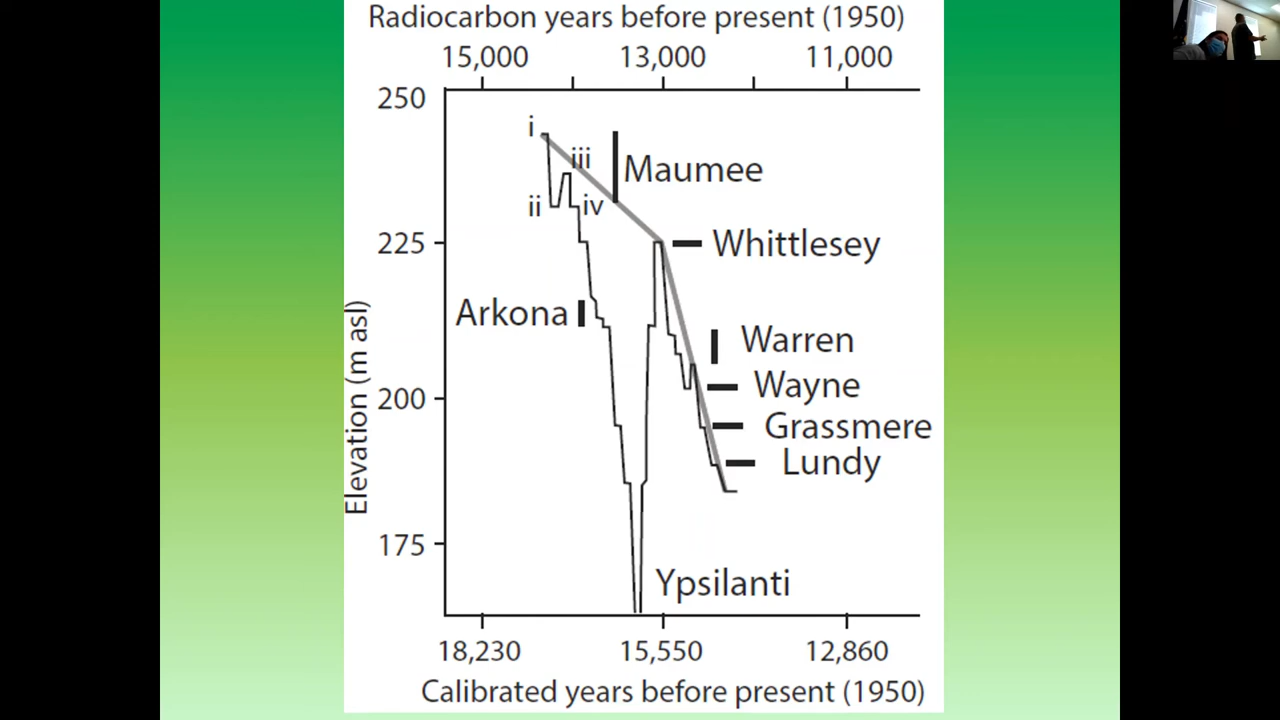 Radiocarbon years before present (1950)
15,000 13,000 11,000
250
i
iii
Maumee
ii
iv
225
Whittlesey
Arkona
Warren
Wayne
200
Grassmere
Lundy
175
Ypsilanti
Elevation (m asl)
18,230 15,550 12,860
Calibrated years before present (1950)